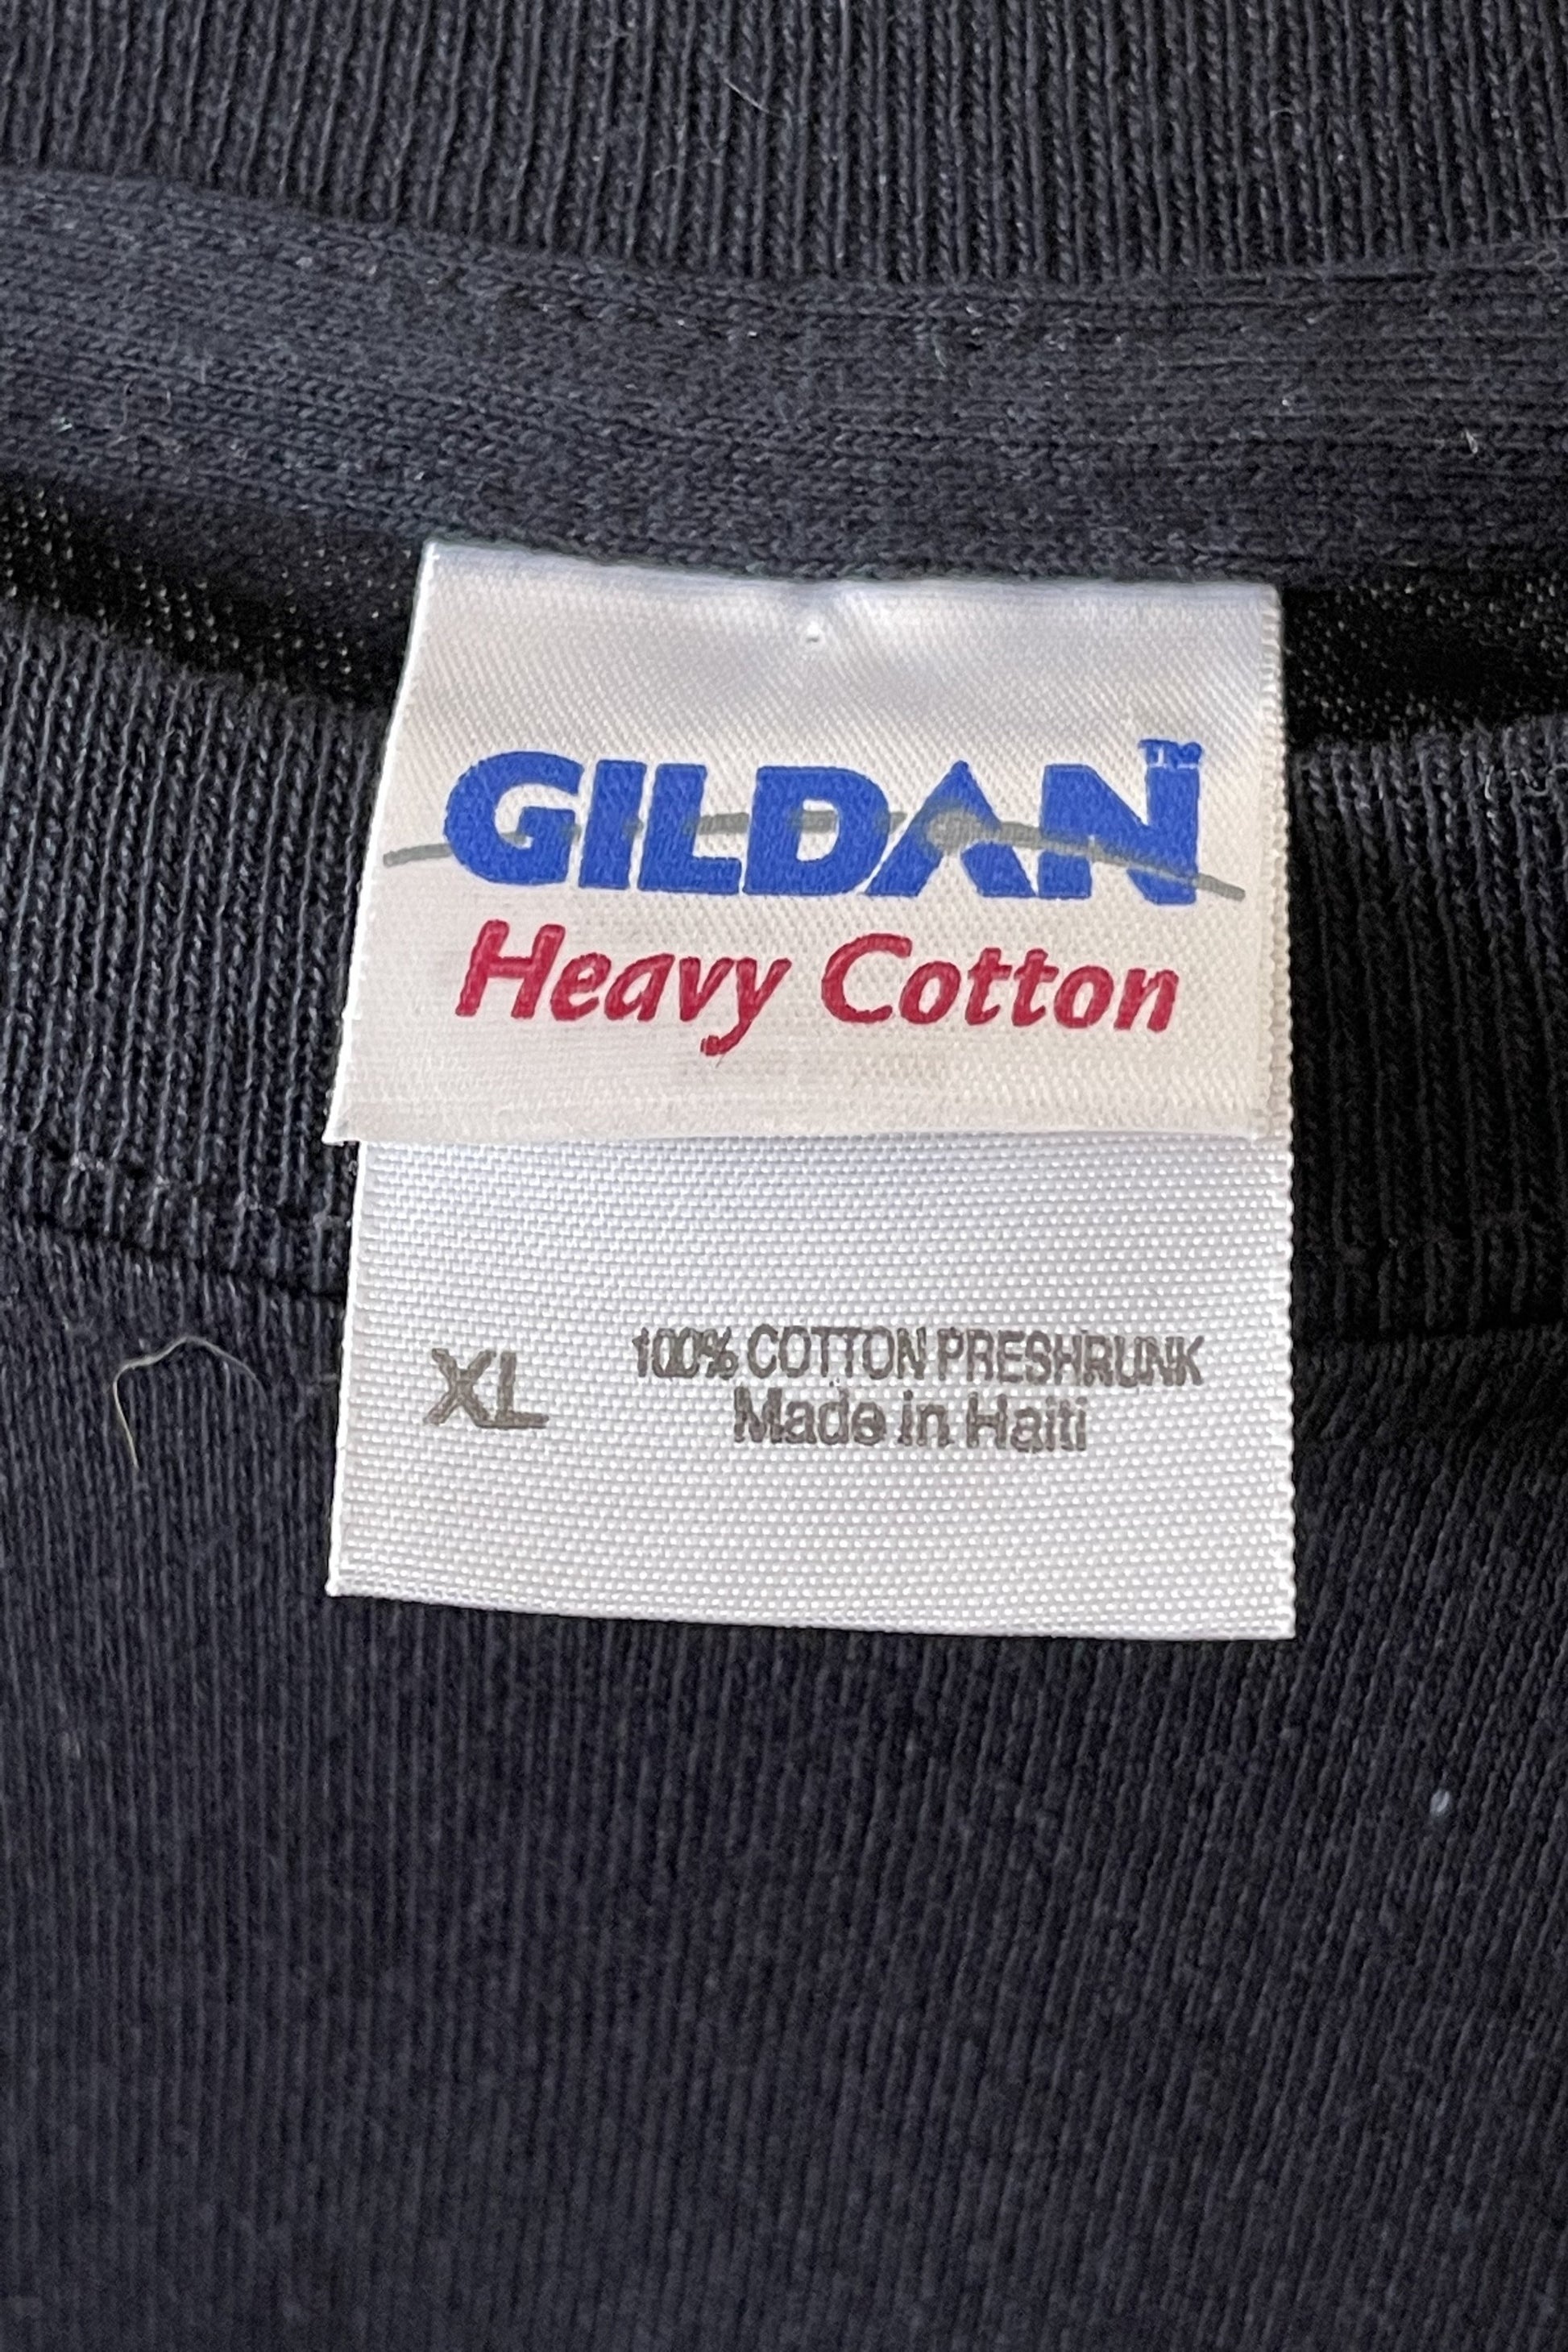 GILDAN™
Heavy Cotton
XL
100% COTTON PRESHRUNK
Made in Haiti